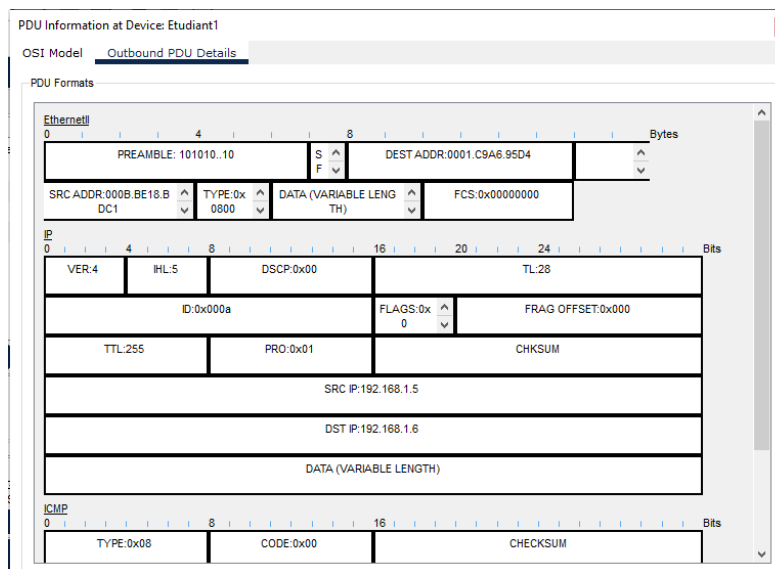 PDU Information at Device: Etudiant1
OSI Model Outbound PDU Details
PDU Formats
EthernetII
0 4 8 Bytes
PREAMBLE: 101010..10 S F DEST ADDR:0001.C9A6.95D4
SRC ADDR:000B.BE18.B DC1 TYPE:0x 0800 DATA (VARIABLE LENG TH) FCS:0x00000000
IP
0 4 8 16 20 24 Bits
VER:4 IHL:5 DSCP:0x00 TL:28
ID:0x000a FLAGS:0x 0 FRAG OFFSET:0x000
TTL:255 PRO:0x01 CHKSUM
SRC IP:192.168.1.5
DST IP:192.168.1.6
DATA (VARIABLE LENGTH)
ICMP
0 8 16 Bits
TYPE:0x08 CODE:0x00 CHECKSUM